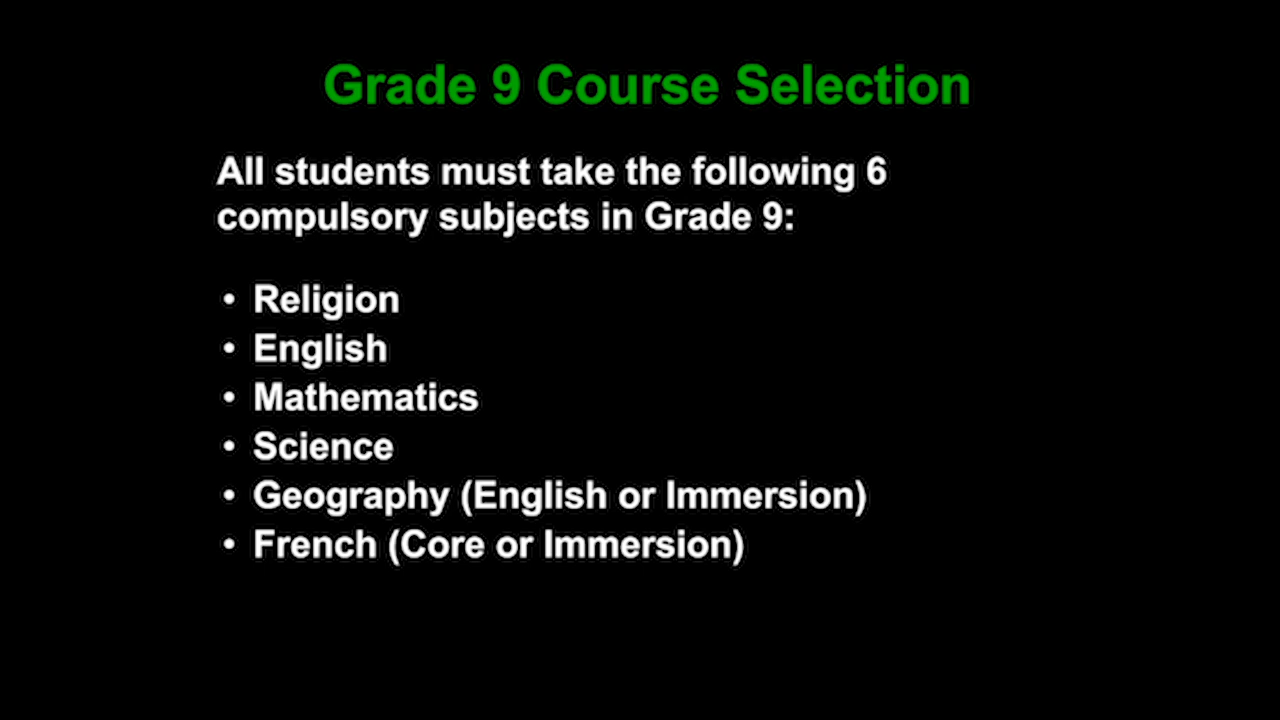 Grade 9 Course Selection
All students must take the following 6
compulsory subjects in Grade 9:
• Religion
• English
• Mathematics
• Science
• Geography (English or Immersion)
• French (Core or Immersion)